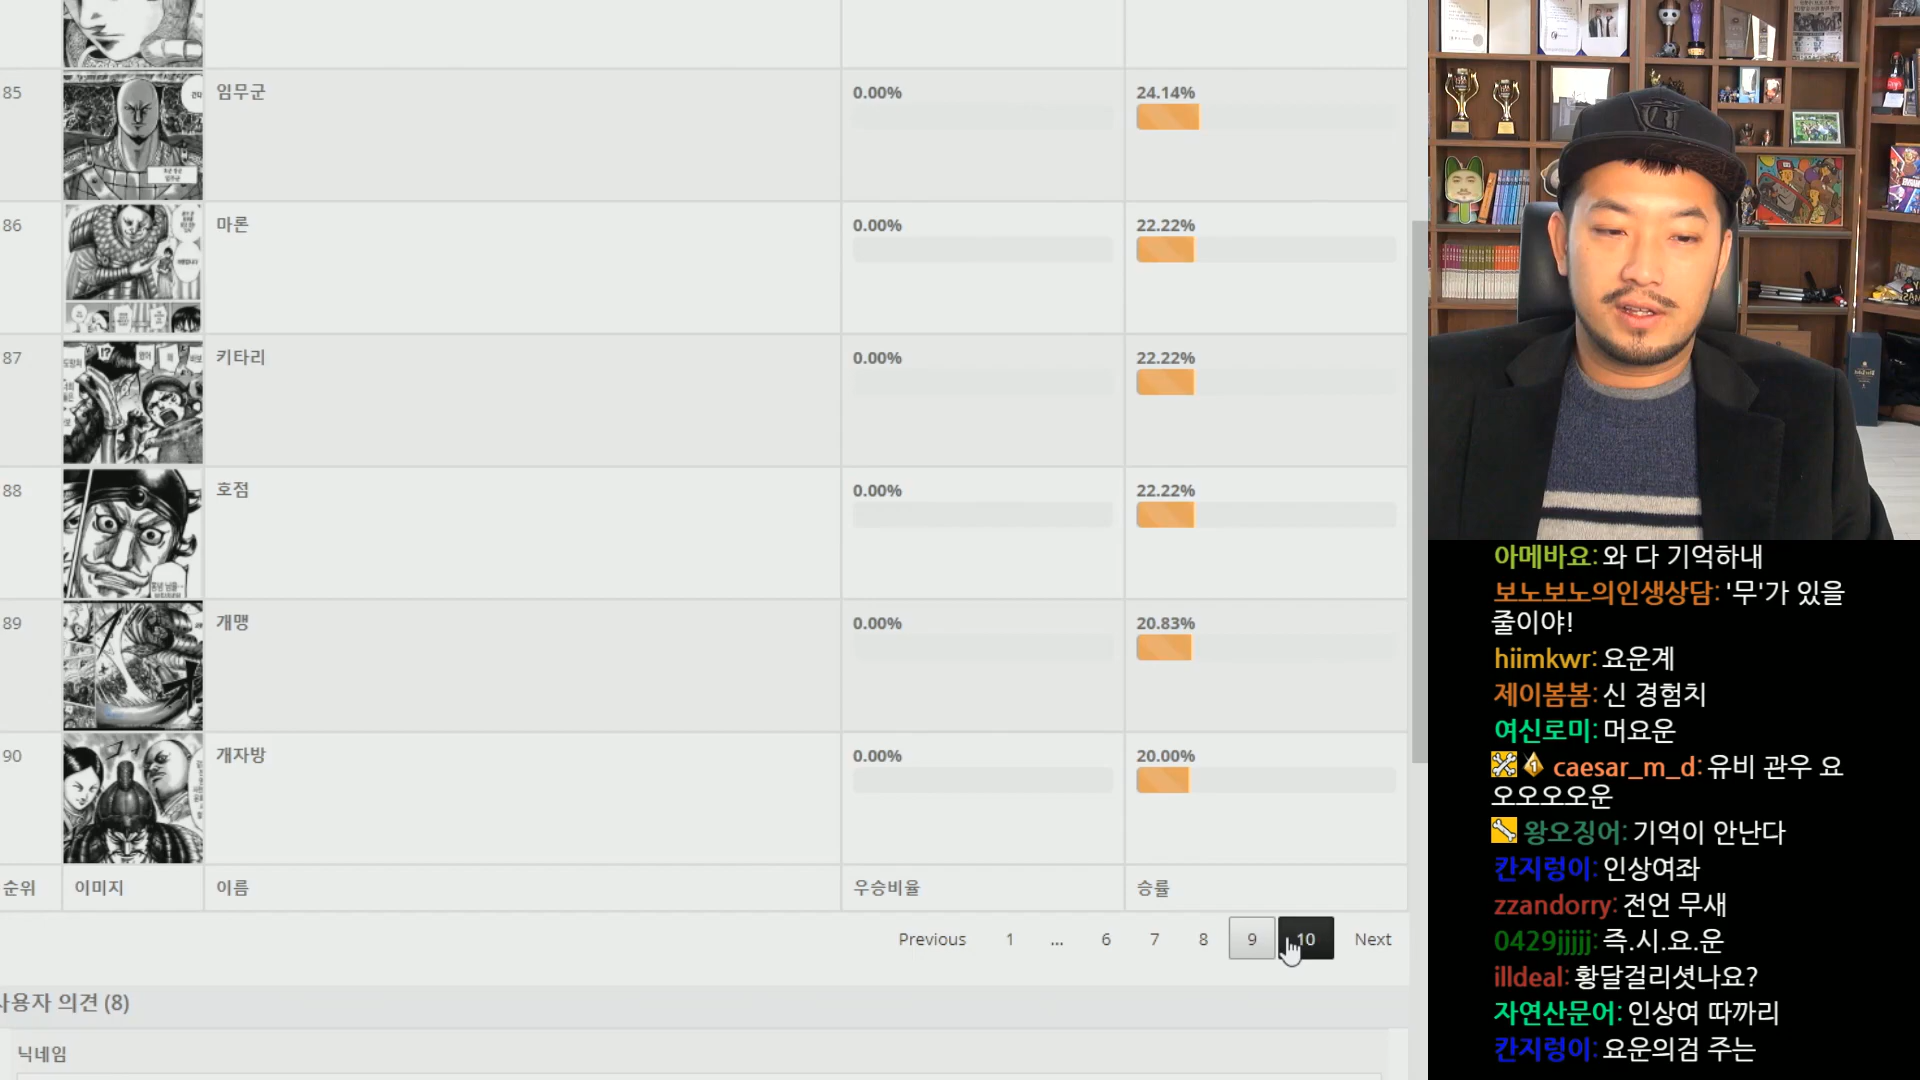 85
임무군
0.00%
24.14%
86
마론
0.00%
22.22%
87
키타리
0.00%
22.22%
88
호점
0.00%
22.22%
89
개맹
0.00%
20.83%
90
개자방
0.00%
20.00%
순위 이미지 이름 우승비율 승률
Previous 1 ... 6 7 8 9 10 Next
사용자 의견 (8)
닉네임
아메바요: 와 다 기억하내
보노보노의인생상담: '무'가 있을
줄이야!
hiimkwr: 요운계
제이봄봄: 신 경험치
여신로미: 머요운
caesar_m_d: 유비 관우 요
오오오오운
왕오징어: 기억이 안난다
칸지렁이: 인상여좌
zzandorry: 전언 무새
0429jjjjj: 즉.시.요.운
illdeal: 황달걸리셧나요?
자연산문어: 인상여 따까리
칸지렁이: 요운의검 주는